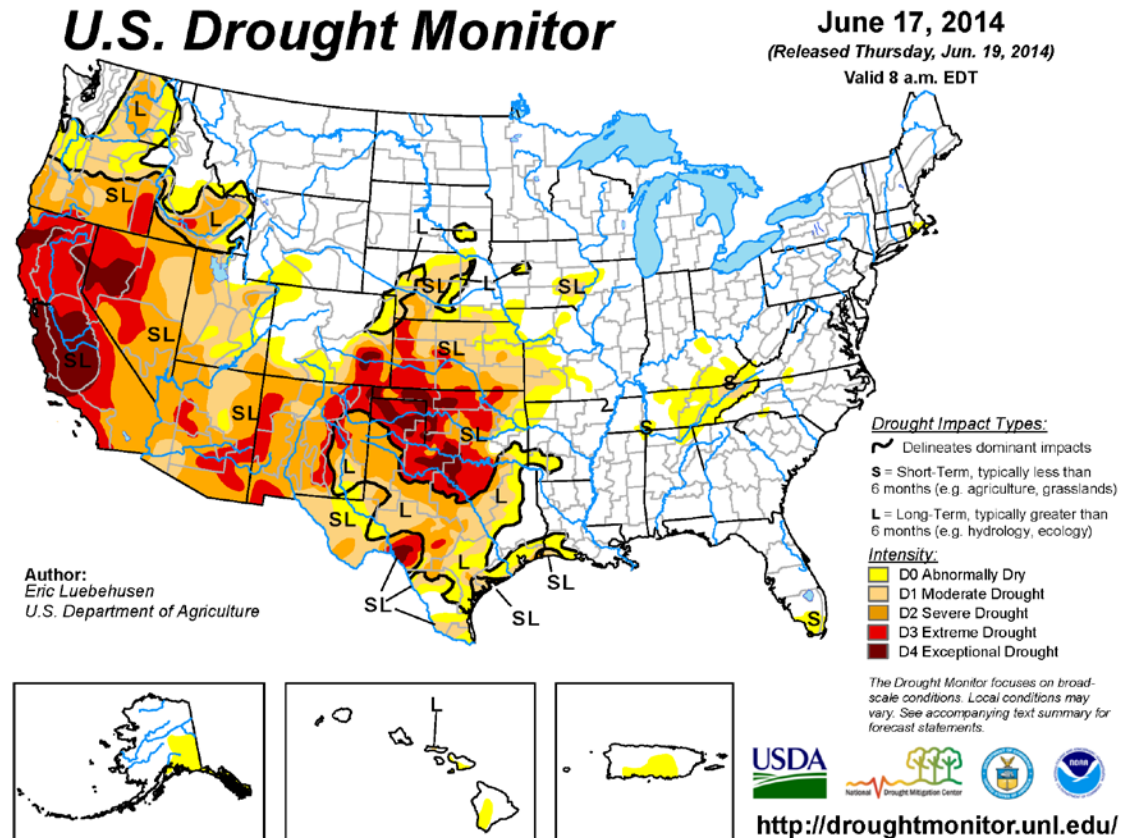 U.S. Drought Monitor
June 17, 2014
(Released Thursday, Jun. 19, 2014)
Valid 8 a.m. EDT
L
SL
L
L
SL
L
SL
SL
SL
SL
SL
SL
S
S
L
SL
L
L
L
SL
SL
SL
S
Drought Impact Types:
Delineates dominant impacts
S = Short-Term, typically less than
6 months (e.g. agriculture, grasslands)
L = Long-Term, typically greater than
6 months (e.g. hydrology, ecology)
Intensity:
D0 Abnormally Dry
D1 Moderate Drought
D2 Severe Drought
D3 Extreme Drought
D4 Exceptional Drought
Author:
Eric Luebehusen
U.S. Department of Agriculture
The Drought Monitor focuses on broad-
scale conditions. Local conditions may
vary. See accompanying text summary for
forecast statements.
L
USDA
National Drought Mitigation Center
NOAA
http://droughtmonitor.unl.edu/